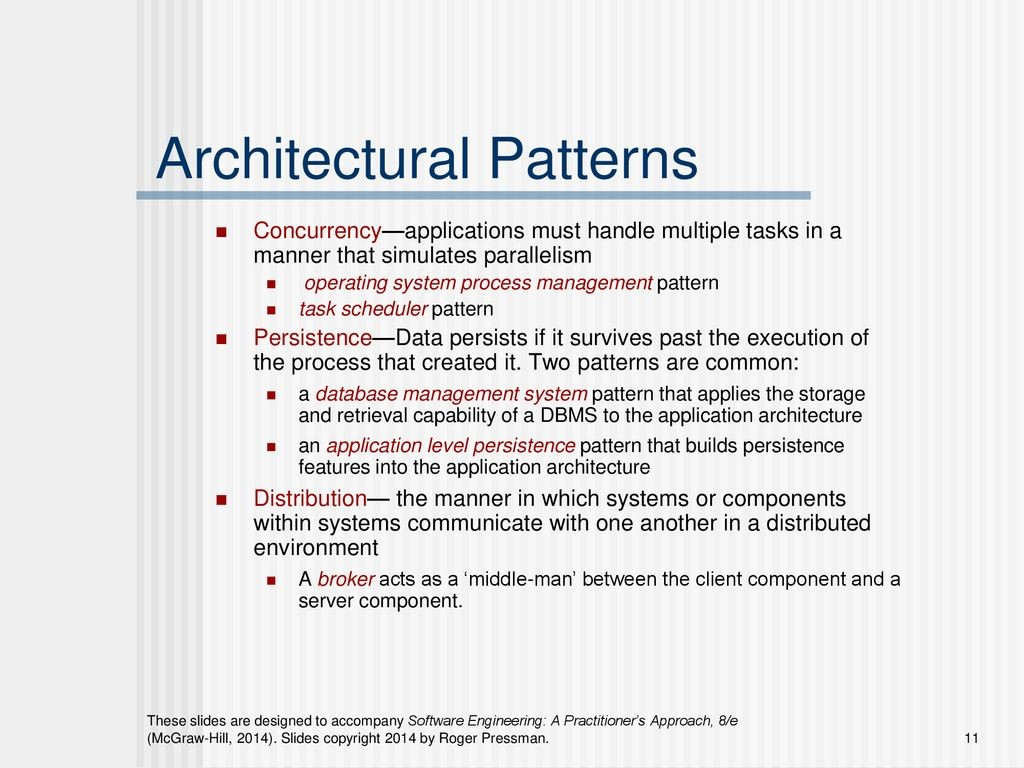 Architectural Patterns
Concurrency—applications must handle multiple tasks in a
manner that simulates parallelism
operating system process management pattern
task scheduler pattern
Persistence—Data persists if it survives past the execution of
the process that created it. Two patterns are common:
a database management system pattern that applies the storage
and retrieval capability of a DBMS to the application architecture
an application level persistence pattern that builds persistence
features into the application architecture
Distribution— the manner in which systems or components
within systems communicate with one another in a distributed
environment
A broker acts as a ‘middle-man’ between the client component and a
server component.
These slides are designed to accompany Software Engineering: A Practitioner’s Approach, 8/e
(McGraw-Hill, 2014). Slides copyright 2014 by Roger Pressman.
11